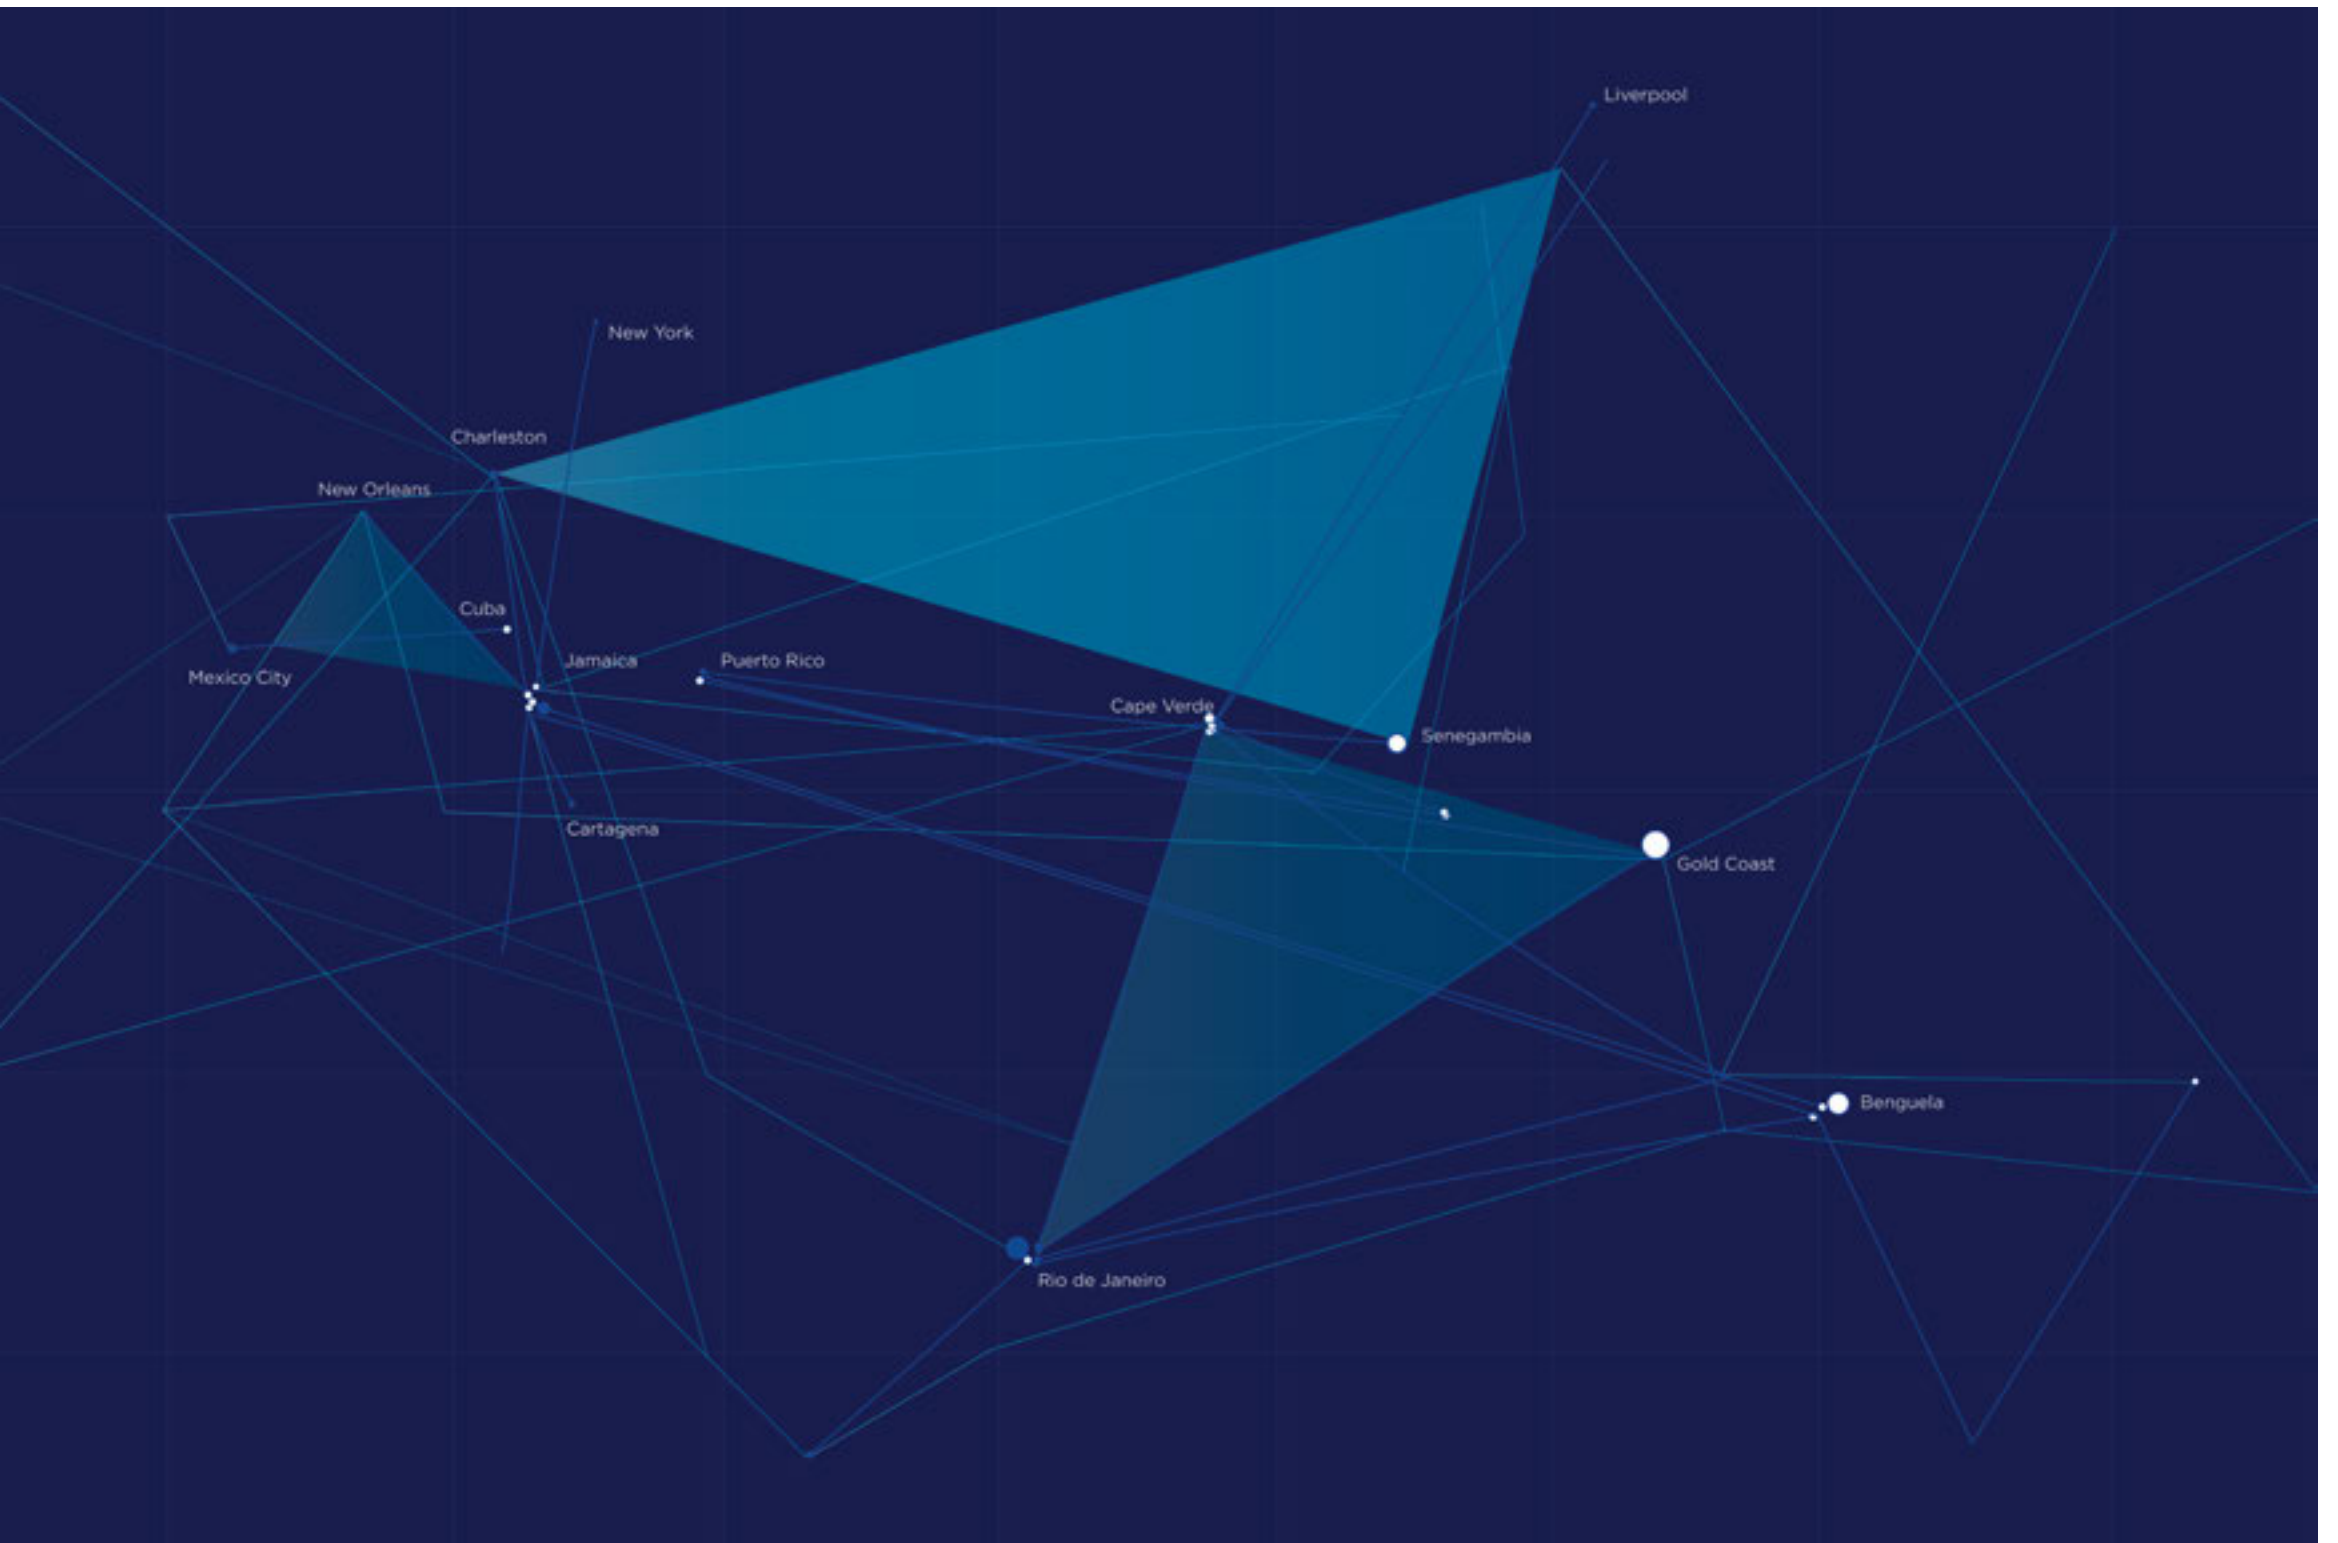 Liverpool
New York
Charleston
New Orleans
Cuba
Jamaica
Puerto Rico
Mexico City
Cape Verde
Senegambia
Cartagena
Gold Coast
Benguela
Rio de Janeiro